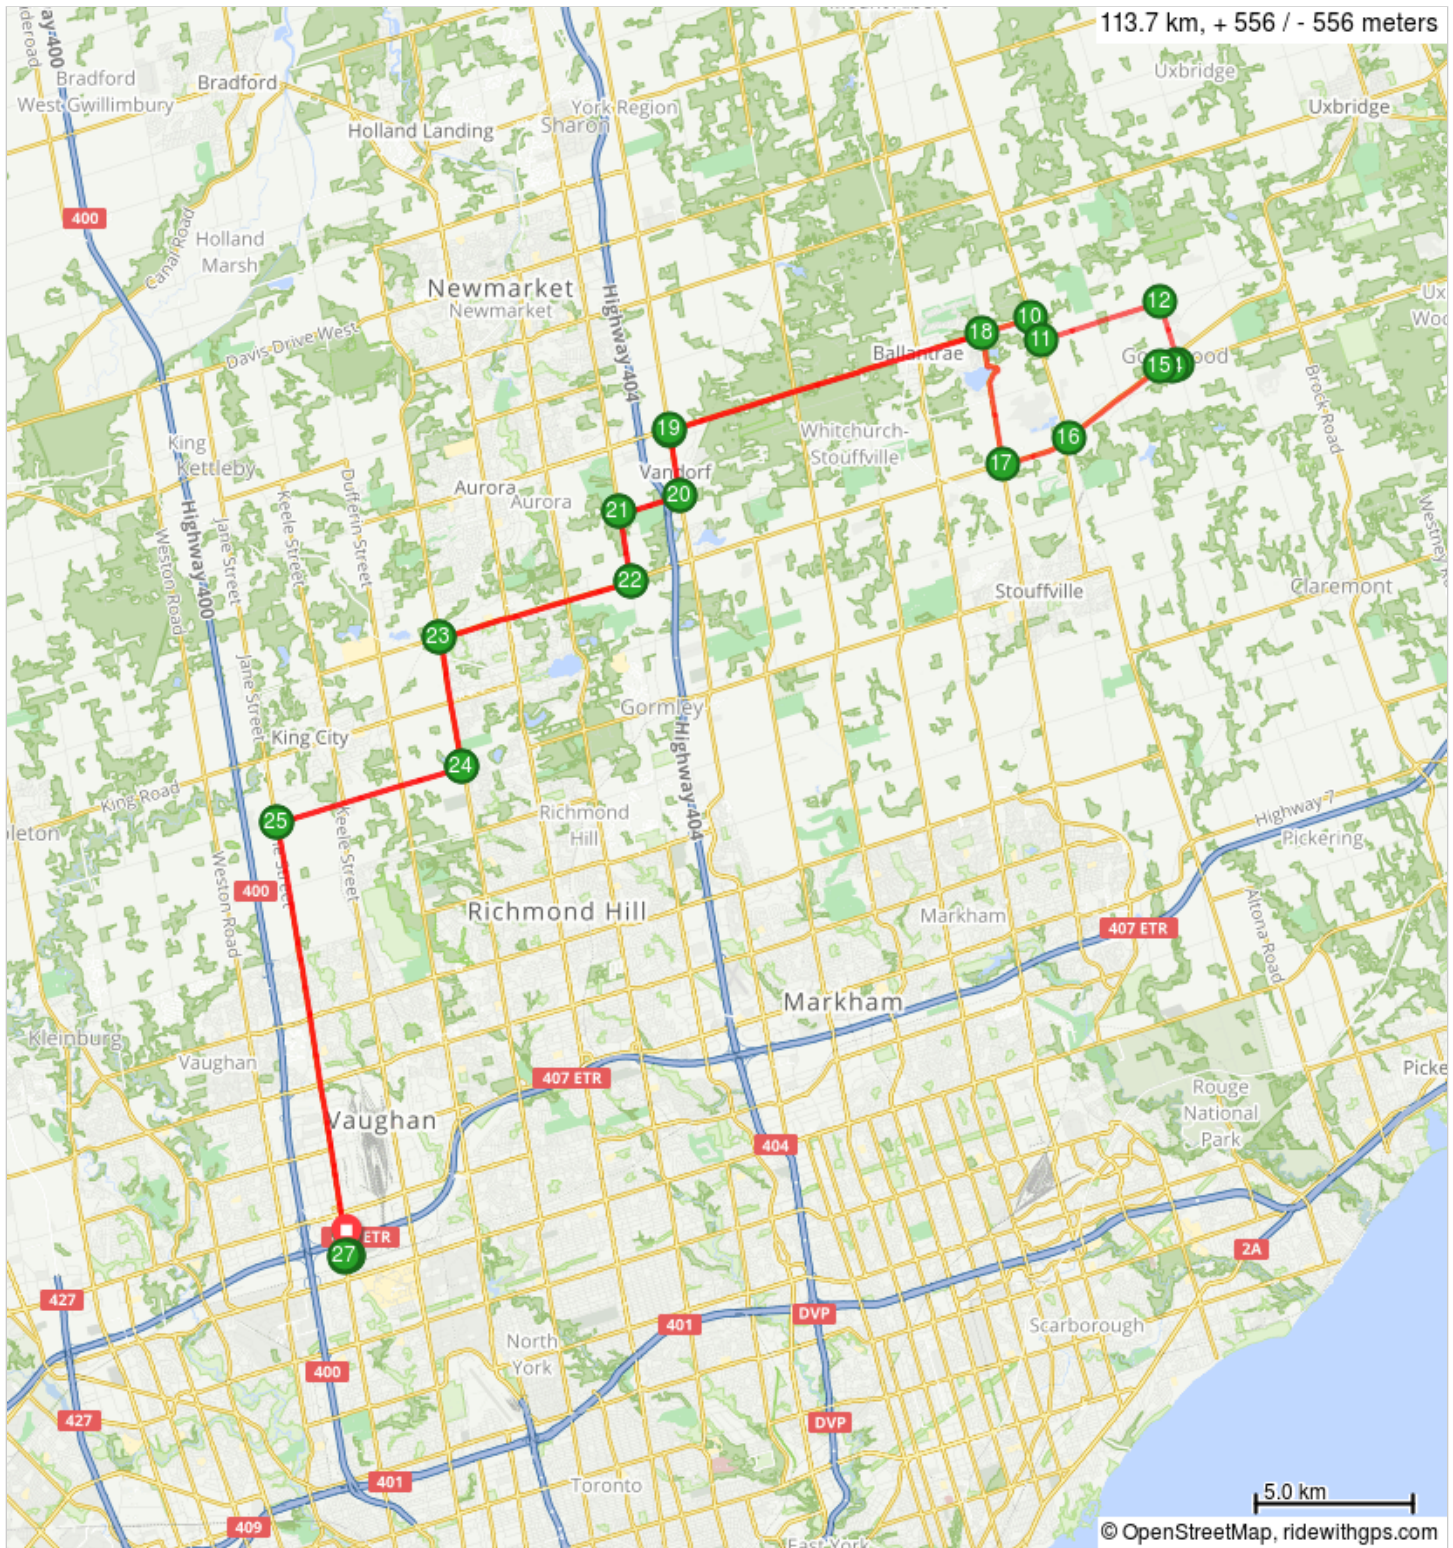 113.7 km, + 556 / - 556 meters
Bradford
West Gwillimbury
Bradford
Holland Landing
York Region
Sharon
Uxbridge
Uxbridge
400
Canal Road
Holland
Marsh
Newmarket
Newmarket
Highway 404
Davis Drive West
10
11
12
18
Ballantrae
15
Brock Road
19
Whitchurch-
Stouffville
16
17
King
Kettleby
Vandorf
20
21
Aurora
Aurora
Dufferin Street
Keele Street
Jane Street
Weston Road
Highway 400
22
Stouffville
Claremont
23
Jane Street
Gormley
King City
24
Highway 404
King Road
25
Keele Street
Richmond
Hill
Highway 7
Pickering
400
Weston Road
Richmond Hill
Markham
407 ETR
Altona Road
Markham
Kleinburg
Vaughan
407 ETR
Rouge
National
Park
Vaughan
404
ETR
27
2A
427
401
DVP
Scarborough
North
York
400
427
DVP
401
Toronto
409
5.0 km
© OpenStreetMap, ridewithgps.com